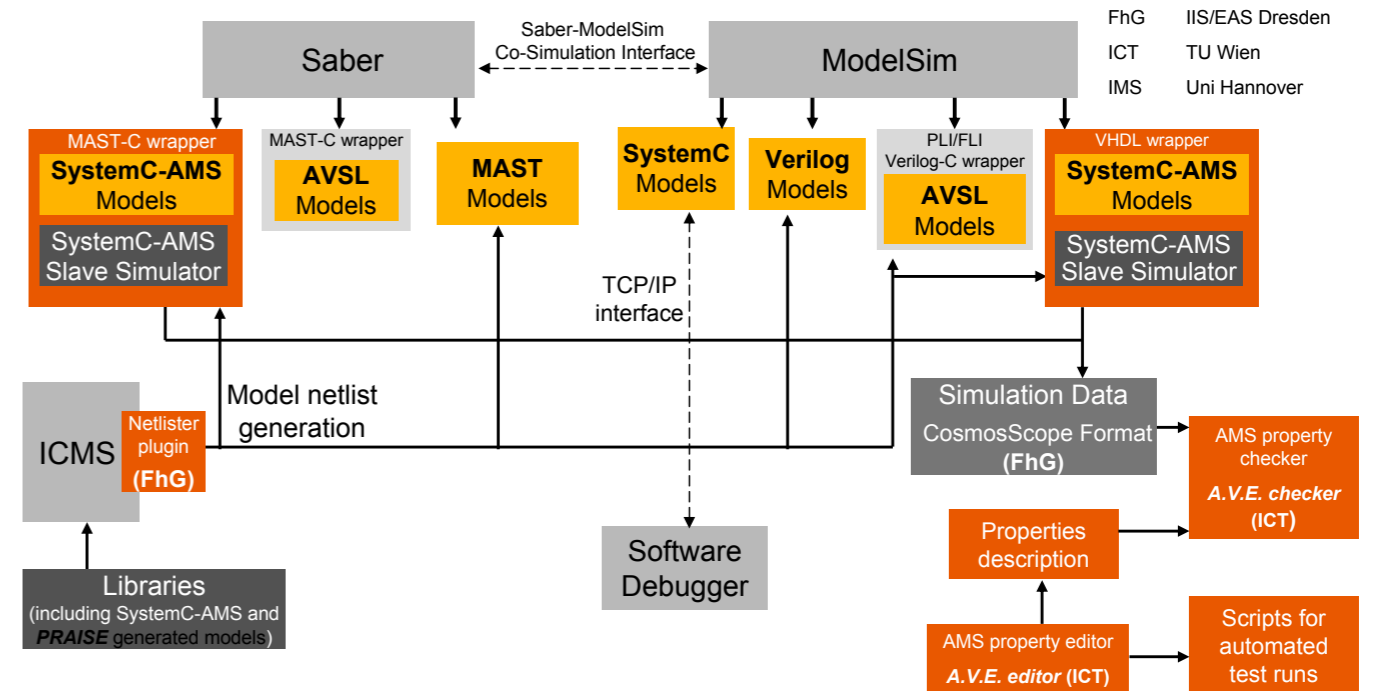 Saber
Saber-ModelSim
Co-Simulation Interface
ModelSim
FhG IIS/EAS Dresden
ICT TU Wien
IMS Uni Hannover
MAST-C wrapper
SystemC-AMS
Models
SystemC-AMS
Slave Simulator
MAST-C wrapper
AVSL
Models
MAST
Models
SystemC
Models
Verilog
Models
PLI/FLI
Verilog-C wrapper
AVSL
Models
VHDL wrapper
SystemC-AMS
Models
SystemC-AMS
Slave Simulator
TCP/IP
interface
ICMS
Netlister
plugin
(FhG)
Model netlist
generation
Simulation Data
CosmosScope Format
(FhG)
AMS property
checker
A.V.E. checker
(ICT)
Properties
description
Software
Debugger
Libraries
(including SystemC-AMS and
PRAISE generated models)
AMS property editor
A.V.E. editor (ICT)
Scripts for
automated
test runs